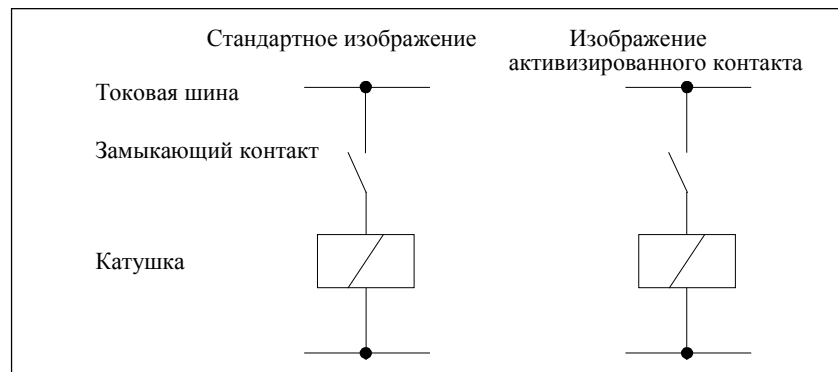 Стандартное изображение
Изображение
активизированного контакта
Токовая шина
Замыкающий контакт
Катушка